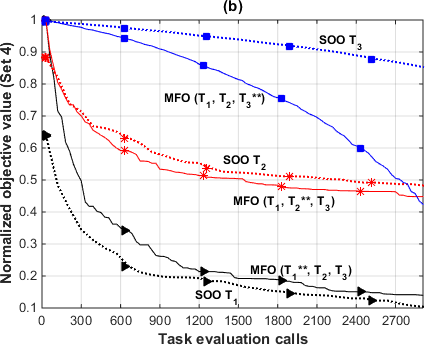 (b)
Normalized objective value (Set 4)
1
0.9
0.8
0.7
0.6
0.5
0.4
0.3
0.2
0.1
SOO T3
MFO (T1, T2, T3**)
SOO T2
MFO (T1, T2**, T3)
MFO (T1**, T2, T3)
SOO T1
0 300 600 900 1200 1500 1800 2100 2400 2700
Task evaluation calls